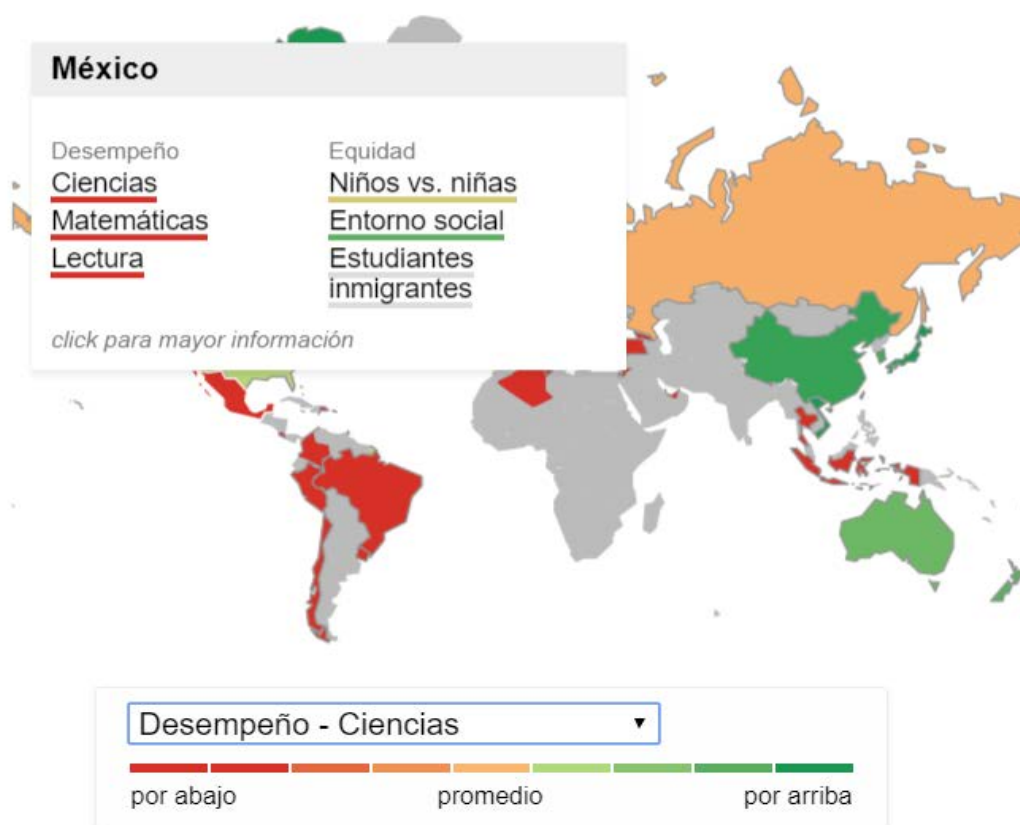 México
Desempeño
Ciencias
Matemáticas
Lectura
Equidad
Niños vs. niñas
Entorno social
Estudiantes
inmigrantes
click para mayor información
Desempeño - Ciencias
por abajo
promedio
por arriba